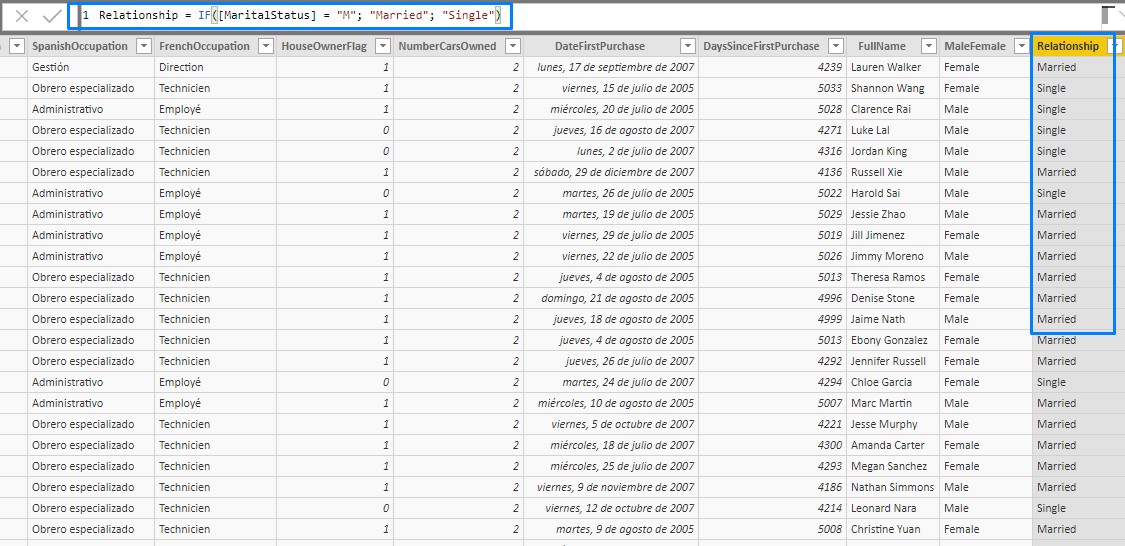 1 Relationship = IF([MaritalStatus] = "M"; "Married"; "Single")
SpanishOccupation FrenchOccupation HouseOwnerFlag NumberCarsOwned DateFirstPurchase DaysSinceFirstPurchase FullName MaleFemale Relationship
Gestión Direction 1 2 lunes, 17 de septiembre de 2007 4239 Lauren Walker Female Married
Obrero especializado Technicien 1 2 viernes, 15 de julio de 2005 5033 Shannon Wang Female Single
Administrativo Employé 1 2 miércoles, 20 de julio de 2005 5028 Clarence Rai Male Single
Obrero especializado Technicien 0 2 jueves, 16 de agosto de 2007 4271 Luke Lal Male Single
Obrero especializado Technicien 0 2 lunes, 2 de julio de 2007 4316 Jordan King Male Single
Obrero especializado Technicien 1 2 sábado, 29 de diciembre de 2007 4136 Russell Xie Male Married
Administrativo Employé 0 2 martes, 26 de julio de 2005 5022 Harold Sai Male Single
Administrativo Employé 1 2 martes, 19 de julio de 2005 5029 Jessie Zhao Male Married
Administrativo Employé 1 2 viernes, 29 de julio de 2005 5019 Jill Jimenez Female Married
Administrativo Employé 1 2 viernes, 22 de julio de 2005 5026 Jimmy Moreno Male Married
Obrero especializado Technicien 1 2 jueves, 4 de agosto de 2005 5013 Theresa Ramos Female Married
Obrero especializado Technicien 1 2 domingo, 21 de agosto de 2005 4996 Denise Stone Female Married
Obrero especializado Technicien 1 2 jueves, 18 de agosto de 2005 4999 Jaime Nath Male Married
Obrero especializado Technicien 1 2 jueves, 4 de agosto de 2005 5013 Ebony Gonzalez Female Married
Obrero especializado Technicien 1 2 jueves, 26 de julio de 2007 4292 Jennifer Russell Female Married
Administrativo Employé 0 2 martes, 24 de julio de 2007 4294 Chloe Garcia Female Single
Administrativo Employé 1 2 miércoles, 10 de agosto de 2005 5007 Marc Martin Male Married
Obrero especializado Technicien 1 2 viernes, 5 de octubre de 2007 4221 Jesse Murphy Male Married
Obrero especializado Technicien 1 2 miércoles, 18 de julio de 2007 4300 Amanda Carter Female Married
Obrero especializado Technicien 1 2 miércoles, 25 de julio de 2007 4293 Megan Sanchez Female Married
Obrero especializado Technicien 1 2 viernes, 9 de noviembre de 2007 4186 Nathan Simmons Male Married
Obrero especializado Technicien 0 2 viernes, 12 de octubre de 2007 4214 Leonard Nara Male Single
Obrero especializado Technicien 1 2 martes, 9 de agosto de 2005 5008 Christine Yuan Female Married